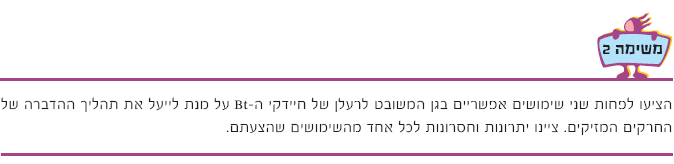 משימה 2
הציעו לפחות שני שימושים אפשריים בגן המשובט לרעלן של חיידקי ה-Bt על מנת לייעל את תהליך ההדברה של
החרקים המזיקים. ציינו יתרונות וחסרונות לכל אחד מהשימושים שהצעתם.